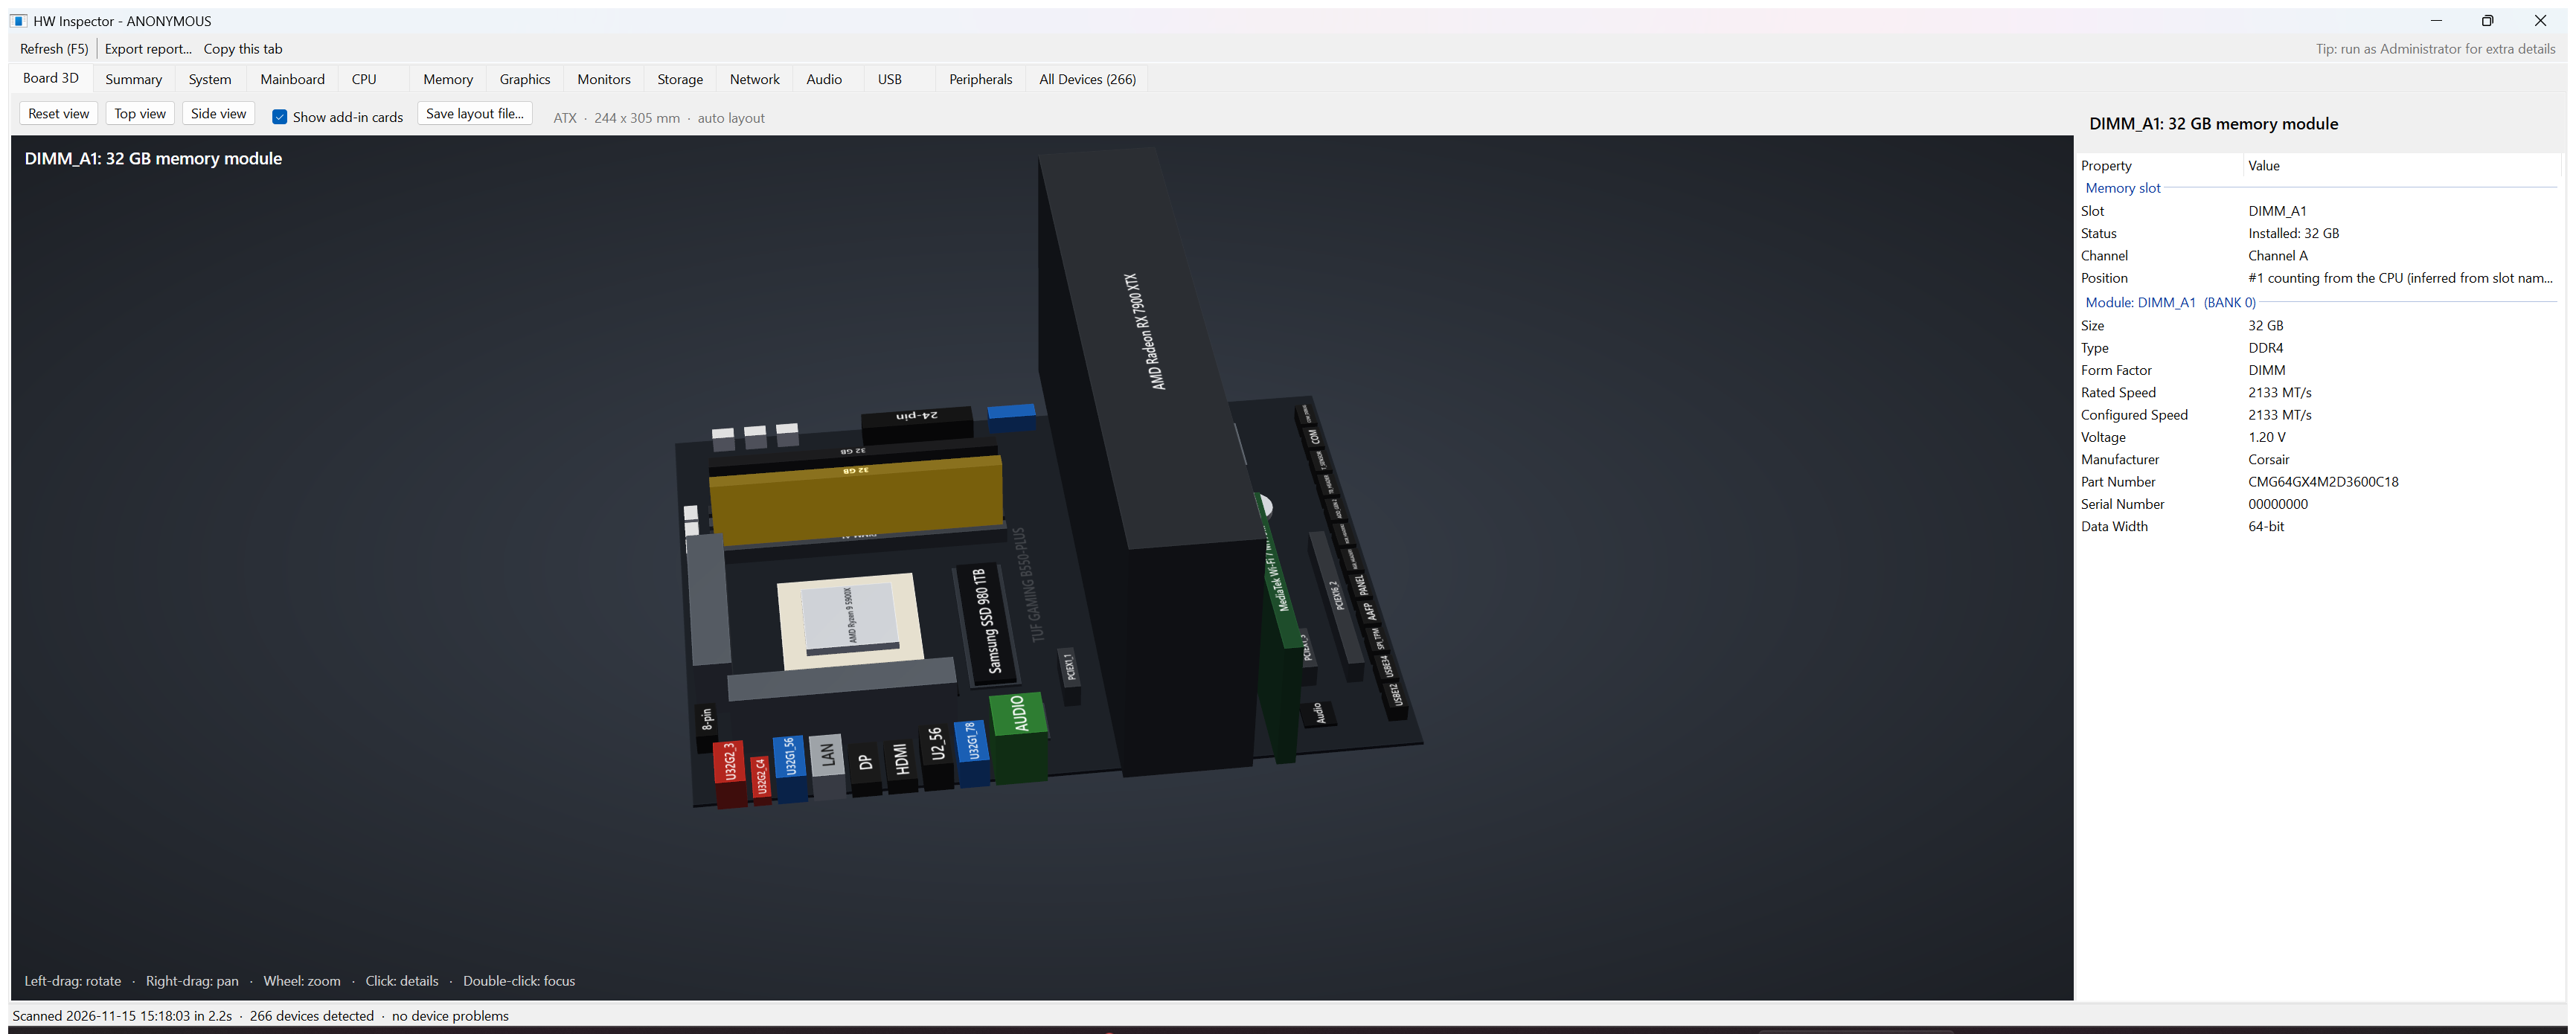 HW Inspector - ANONYMOUS
Refresh (F5) Export report... Copy this tab Tip: run as Administrator for extra details
Board 3D Summary System Mainboard CPU Memory Graphics Monitors Storage Network Audio USB Peripherals All Devices (266)
Reset view Top view Side view Show add-in cards Save layout file... ATX · 244 x 305 mm · auto layout
DIMM_A1: 32 GB memory module
AMD Radeon RX 7900 XTX
24-pin
32 GB
32 GB
DIMM_A1
TUF GAMING B550-PLUS
Samsung SSD 980 1TB
AMD Ryzen 9 5900X
MediaTek Wi-Fi
PCIEX1_1
PCIEX16_2
COM
PANEL
AAFP
SPI_TPM
USBE34
USBE12
Audio
8-pin
U32G2_3
U32G2_C4
U32G1_56
LAN
DP
HDMI
U2_56
U32G1_78
AUDIO
Left-drag: rotate · Right-drag: pan · Wheel: zoom · Click: details · Double-click: focus
DIMM_A1: 32 GB memory module
Property Value
Memory slot
Slot DIMM_A1
Status Installed: 32 GB
Channel Channel A
Position #1 counting from the CPU (inferred from slot nam...
Module: DIMM_A1 (BANK 0)
Size 32 GB
Type DDR4
Form Factor DIMM
Rated Speed 2133 MT/s
Configured Speed 2133 MT/s
Voltage 1.20 V
Manufacturer Corsair
Part Number CMG64GX4M2D3600C18
Serial Number 00000000
Data Width 64-bit
Scanned 2026-11-15 15:18:03 in 2.2s · 266 devices detected · no device problems